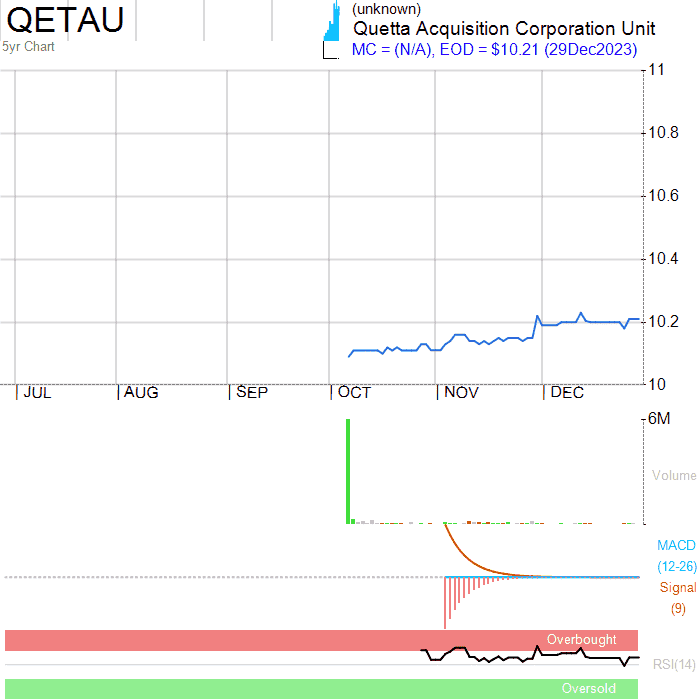 QETAU
(unknown)
Quetta Acquisition Corporation Unit
5yr Chart
MC = (N/A), EOD = $10.21 (29Dec2023)
11
10.8
10.6
10.4
10.2
10
JUL AUG SEP OCT NOV DEC
6M
Volume
MACD
(12-26)
Signal
(9)
Overbought
RSI(14)
Oversold